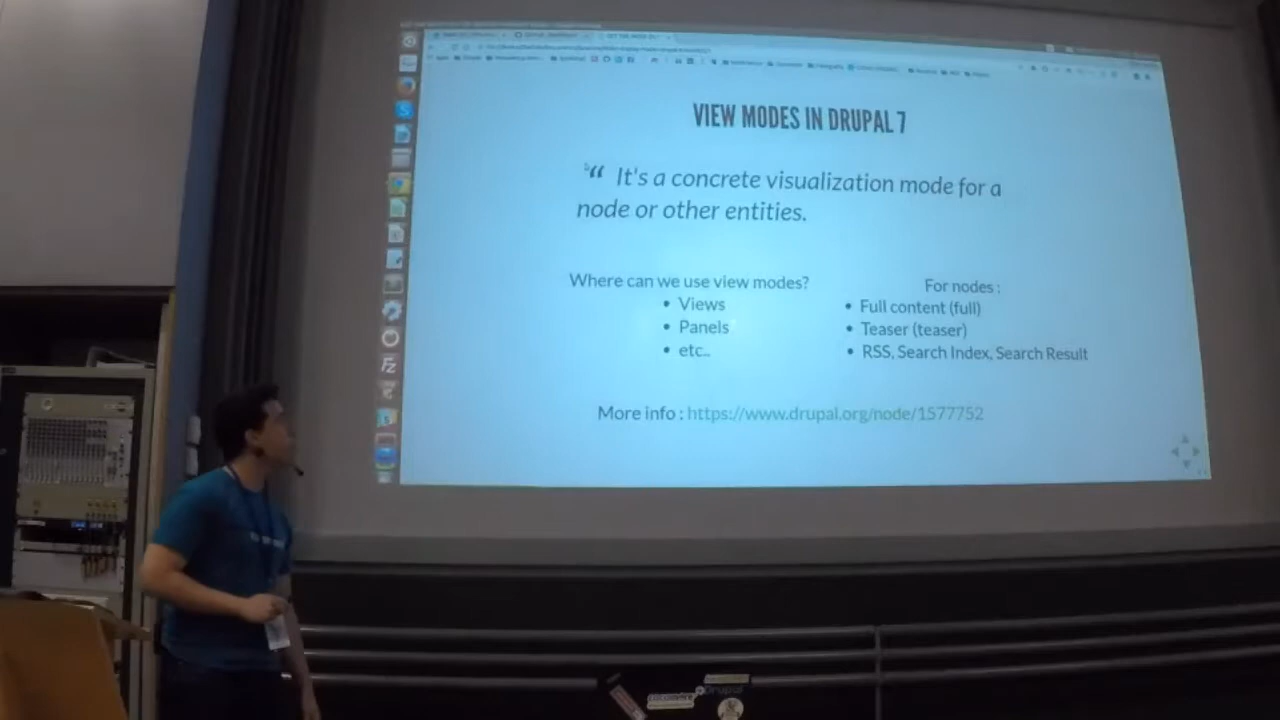 VIEW MODES IN DRUPAL 7
“ It's a concrete visualization mode for a
node or other entities.
Where can we use view modes?
• Views
• Panels
• etc..
For nodes :
• Full content (full)
• Teaser (teaser)
• RSS, Search Index, Search Result
More info : https://www.drupal.org/node/1577752
Drupal